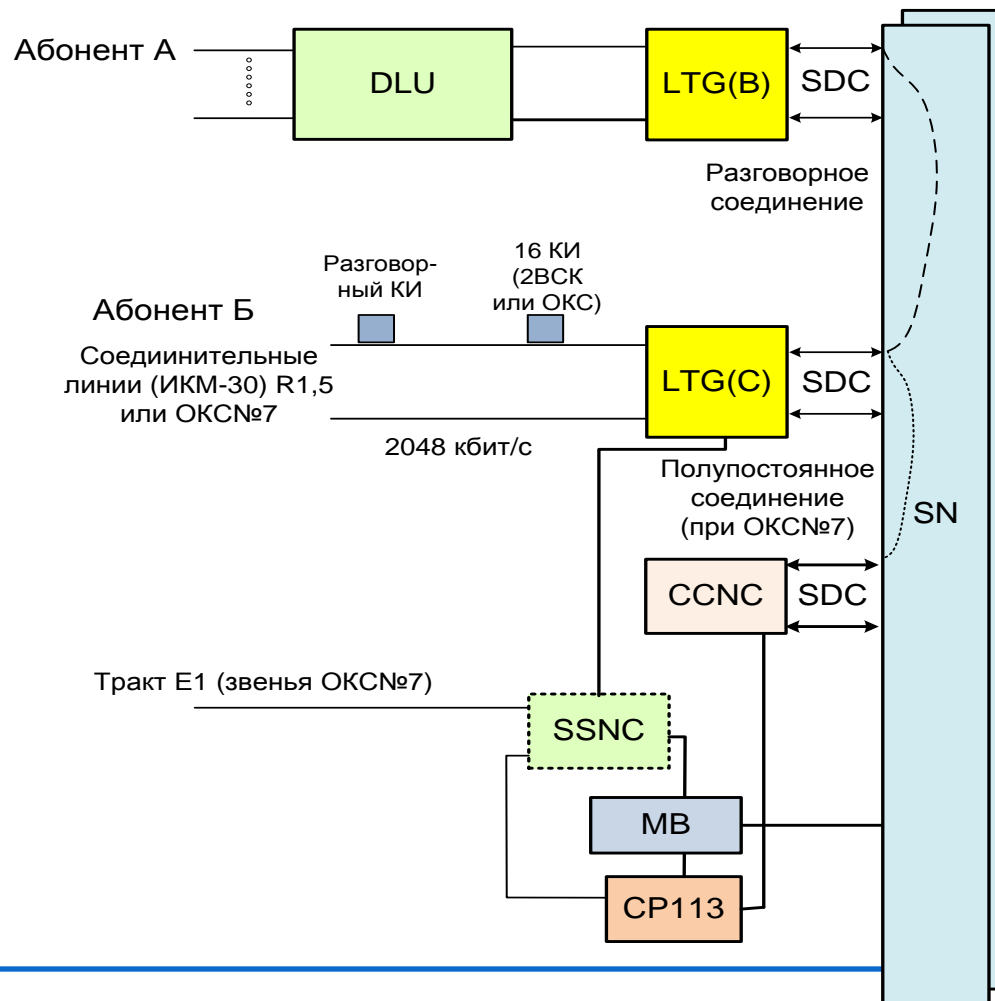 Абонент А
DLU
LTG(B)
SDC
Разговорное
соединение
Разговор-
ный КИ
16 КИ
(2ВСК
или ОКС)
Абонент Б
Соедиинительные
линии (ИКМ-30) R1,5
или ОКС№7
LTG(C)
SDC
2048 кбит/с
Полупостоянное
соединение
(при ОКС№7)
SN
CCNC
SDC
Тракт Е1 (звенья ОКС№7)
SSNC
MB
CP113